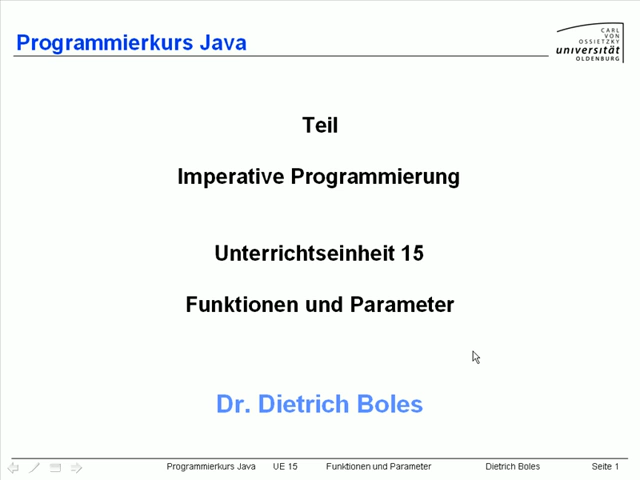 Programmierkurs Java
CARL
VON
OSSIETZKY
universität
OLDENBURG
Teil
Imperative Programmierung
Unterrichtseinheit 15
Funktionen und Parameter
Dr. Dietrich Boles
Programmierkurs Java UE 15 Funktionen und Parameter Dietrich Boles Seite 1